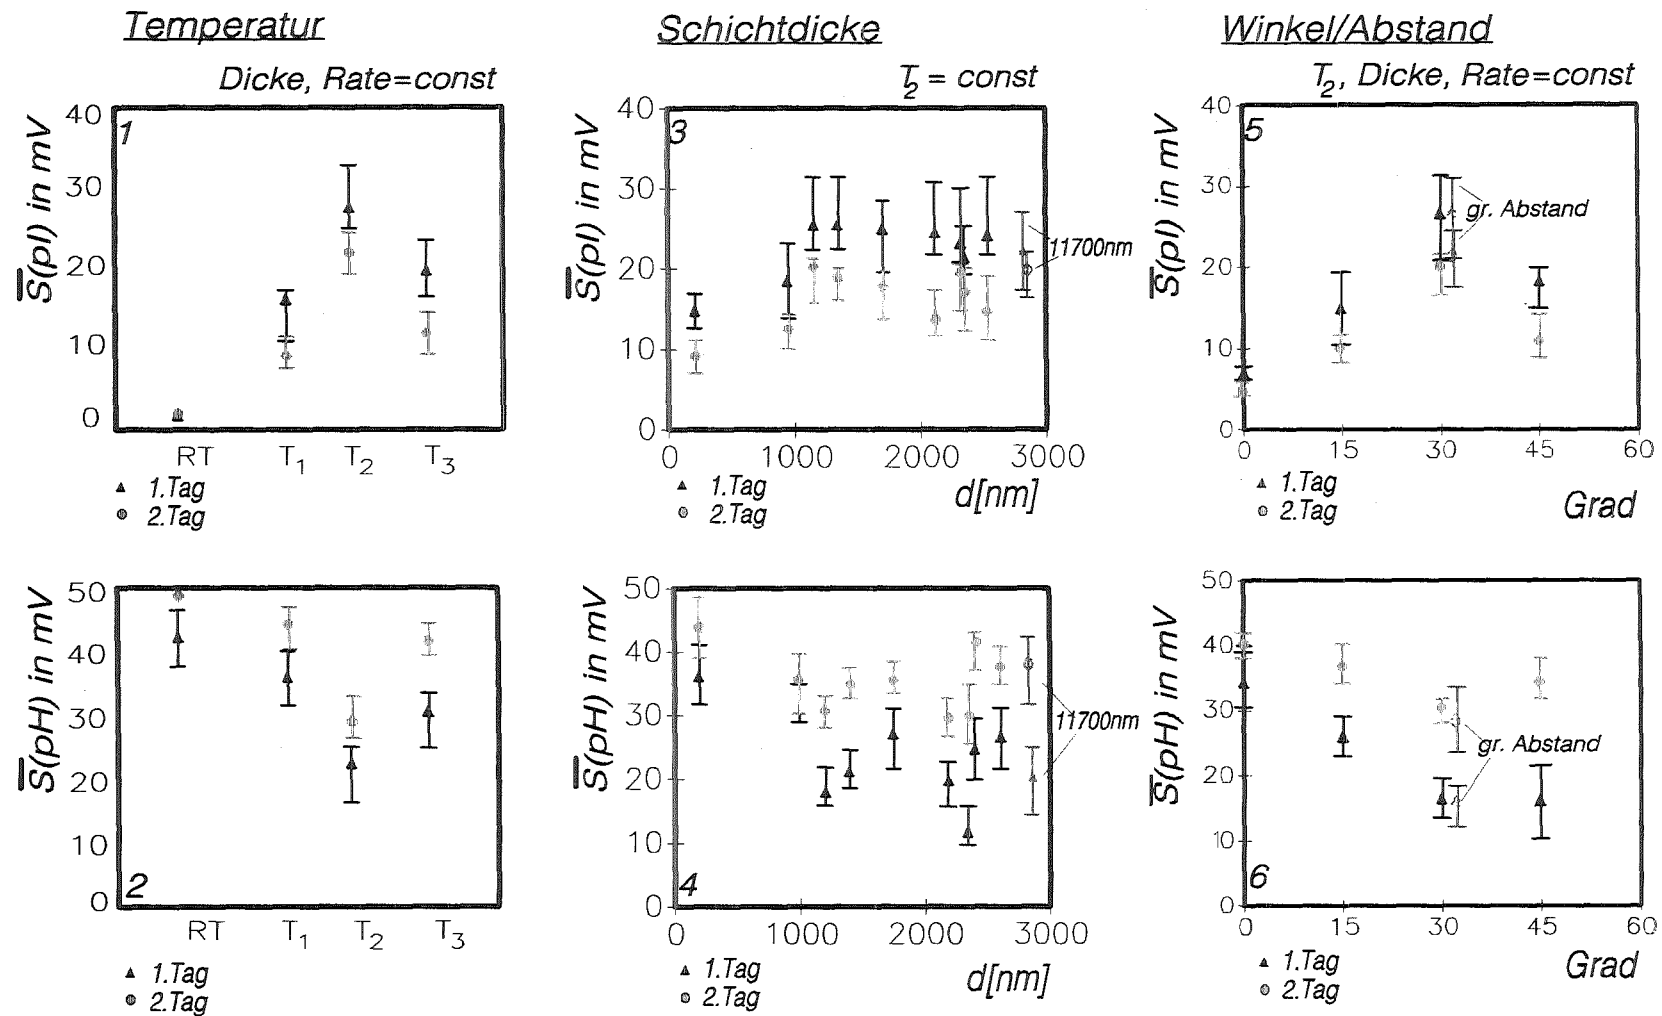 Temperatur
Dicke, Rate=const
S̅(pI) in mV
40
30
20
10
0
1
RT T₁ T₂ T₃
▲ 1.Tag
● 2.Tag
Schichtdicke
T₂ = const
S̅(pI) in mV
40
30
20
10
0
3
11700nm
0 1000 2000 3000
d[nm]
▲ 1.Tag
● 2.Tag
Winkel/Abstand
T₂, Dicke, Rate=const
S̅(pI) in mV
40
30
20
10
0
5
gr. Abstand
0 15 30 45 60
Grad
▲ 1.Tag
● 2.Tag
S̅(pH) in mV
50
40
30
20
10
0
2
RT T₁ T₂ T₃
▲ 1.Tag
● 2.Tag
S̅(pH) in mV
50
40
30
20
10
0
4
11700nm
0 1000 2000 3000
d[nm]
▲ 1.Tag
● 2.Tag
S̅(pH) in mV
50
40
30
20
10
0
6
gr. Abstand
0 15 30 45 60
Grad
▲ 1.Tag
● 2.Tag